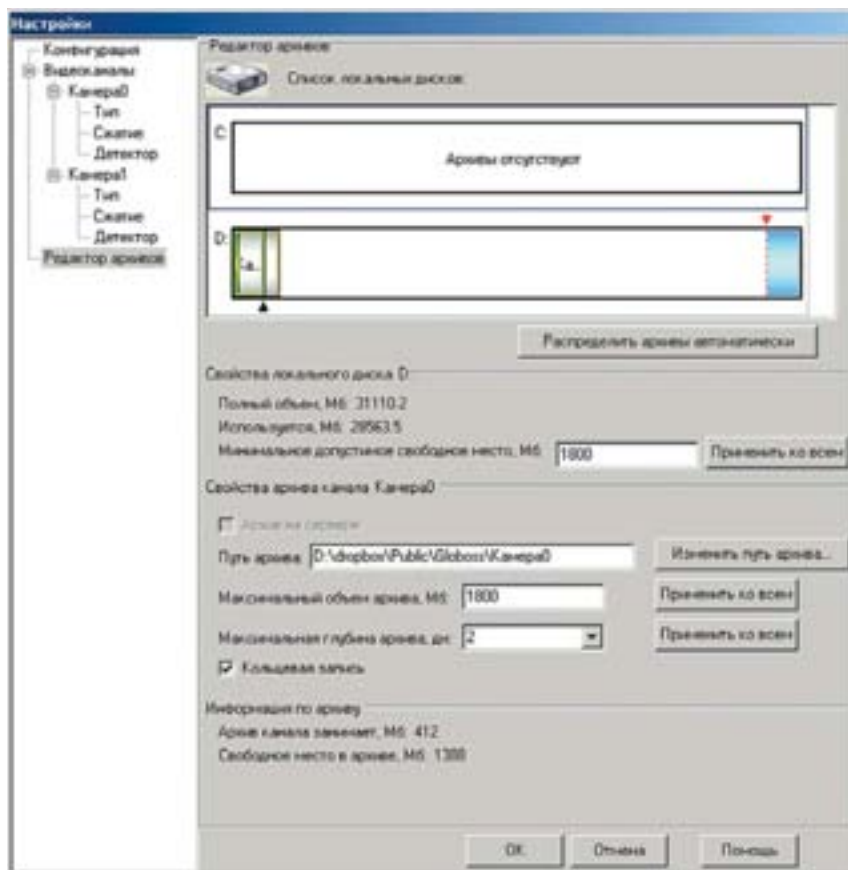 Настройки
Конфигурация
Видеоканалы
Камера0
Тип
Сжатие
Детектор
Камера1
Тип
Сжатие
Детектор
Редактор архивов
Редактор архивов
Список локальных дисков:
C:
Архивы отсутствуют
D:
Ка...
Распределить архивы автоматически
Свойства локального диска D:
Полный объем, Мб: 31110.2
Используется, Мб: 28563.5
Минимальное допустимое свободное место, Мб: 1800 Применить ко всем
Свойства архива канала Камера0
Архив на сервере
Путь архива: D:\dropbox\Public\Globoss\Камера0 Изменить путь архива...
Максимальный объем архива, Мб: 1800 Применить ко всем
Максимальная глубина архива, дн: 2 Применить ко всем
Кольцевая запись
Информация по архиву
Архив канала занимает, Мб: 412
Свободное место в архиве, Мб: 1388
OK Отмена Помощь